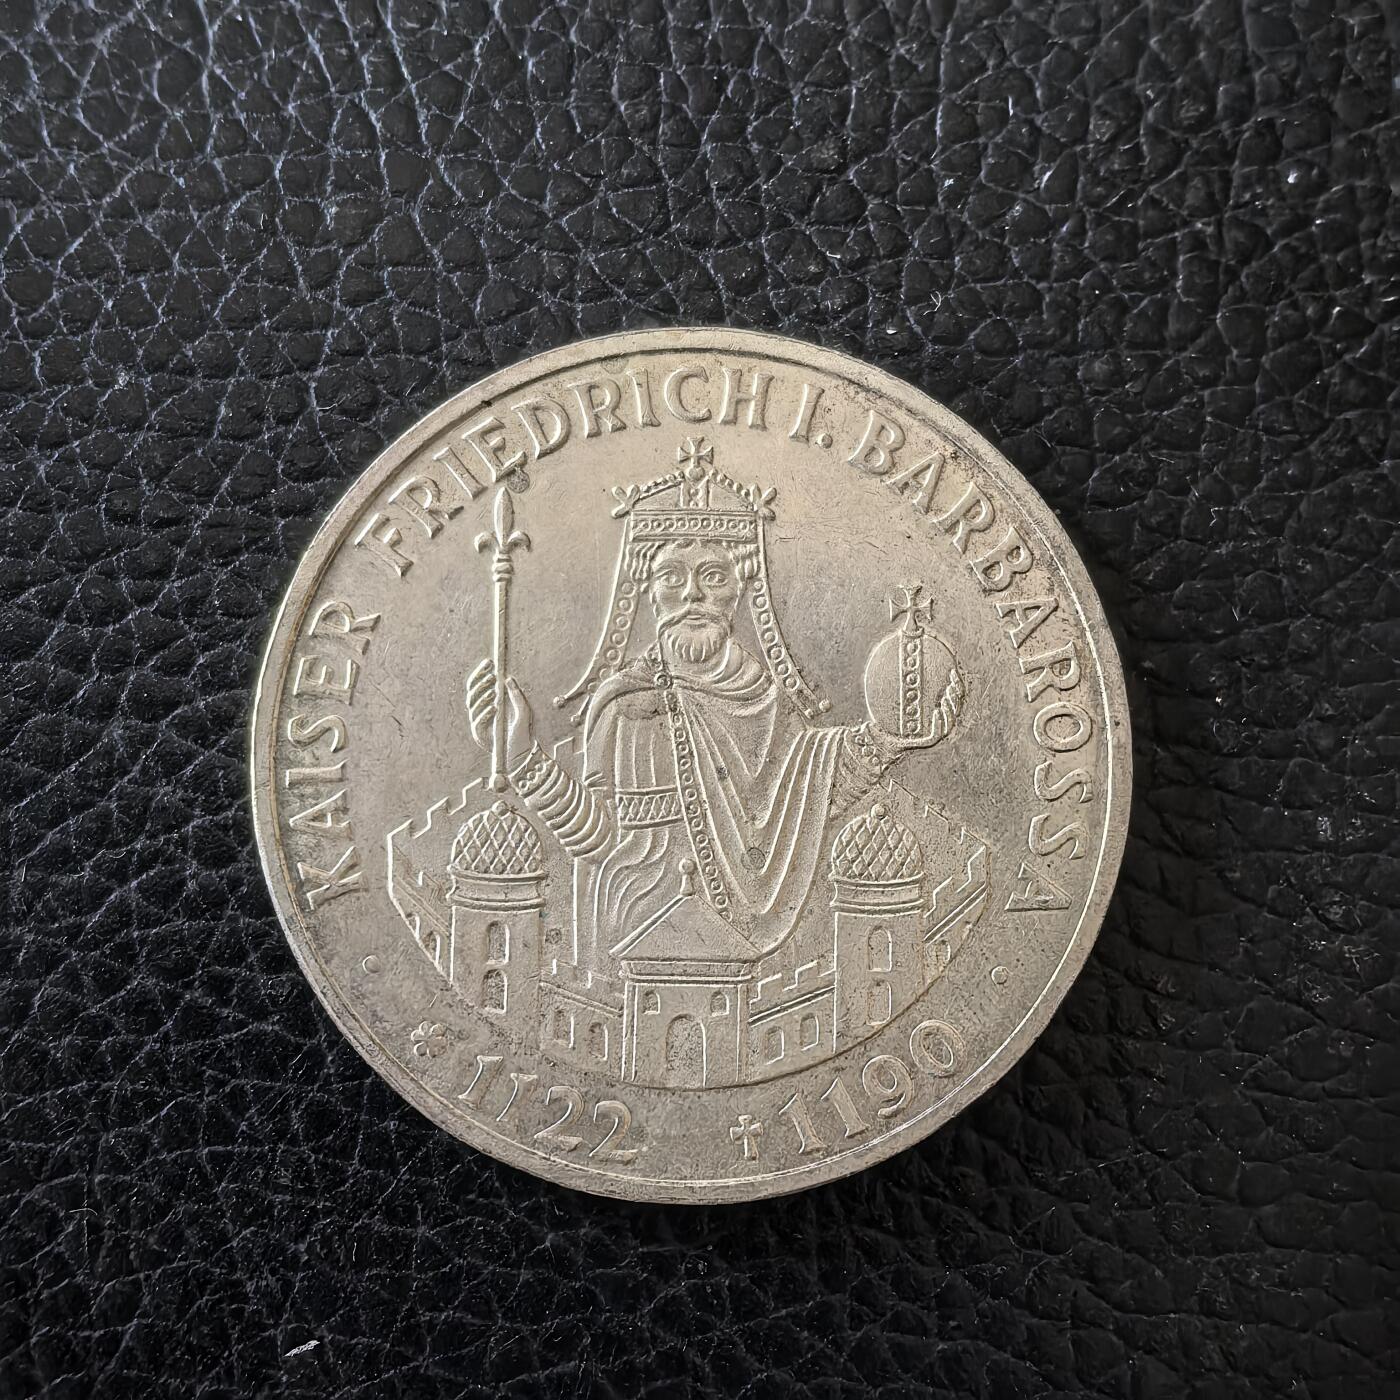 KAISER FRIEDRICH I. BARBAROSSA
* 1122 † 1190